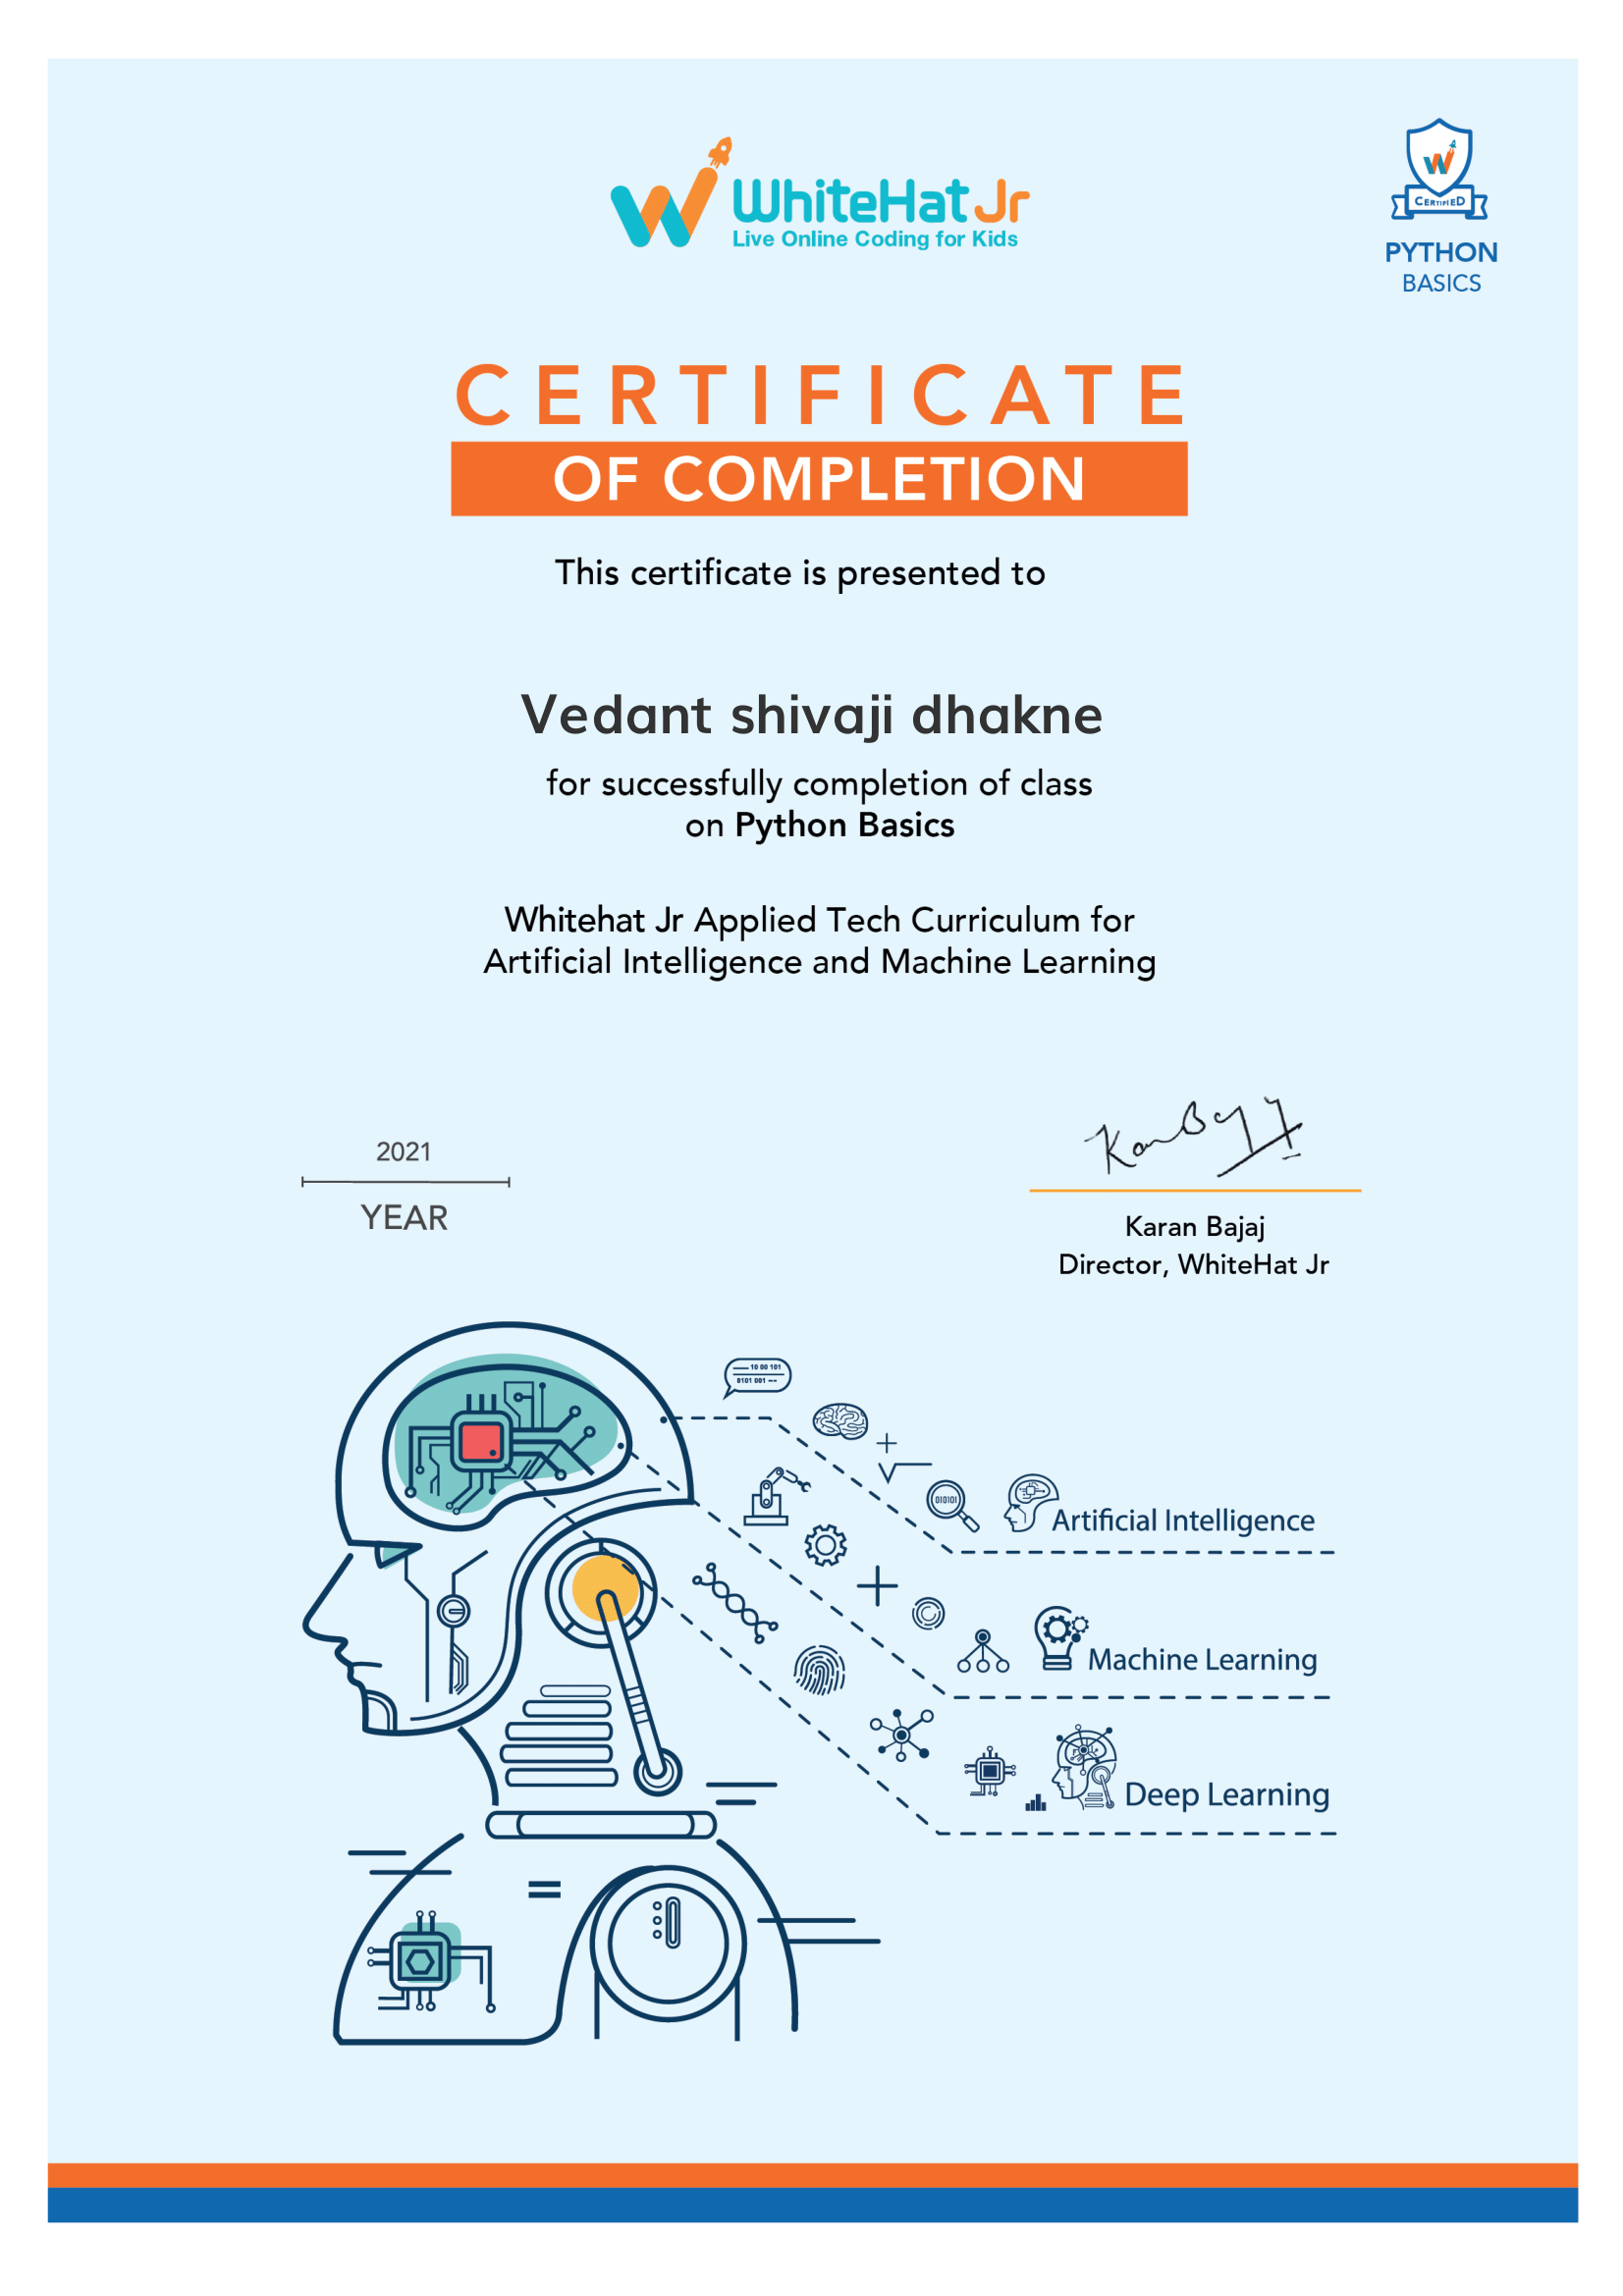 WhiteHat Jr
Live Online Coding for Kids
W
CERTIFIED
PYTHON
BASICS
CERTIFICATE
OF COMPLETION
This certificate is presented to
Vedant shivaji dhakne
for successfully completion of class
on Python Basics
Whitehat Jr Applied Tech Curriculum for
Artificial Intelligence and Machine Learning
2021
YEAR
Karan Bajaj
Karan Bajaj
Director, WhiteHat Jr
10 00 101
0101 001
010101
Artificial Intelligence
Machine Learning
Deep Learning